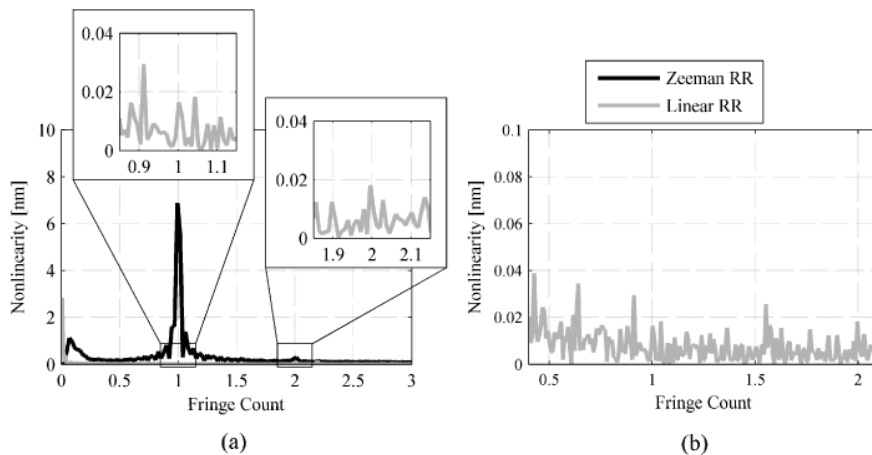 0.04
0.02
0
0.9 1 1.1
0.04
0.02
0
1.9 2 2.1
10
8
6
4
2
0
0 0.5 1 1.5 2 2.5 3
Nonlinearity [nm]
Fringe Count
(a)
Zeeman RR
Linear RR
0.1
0.08
0.06
0.04
0.02
0
0.5 1 1.5 2
Nonlinearity [nm]
Fringe Count
(b)